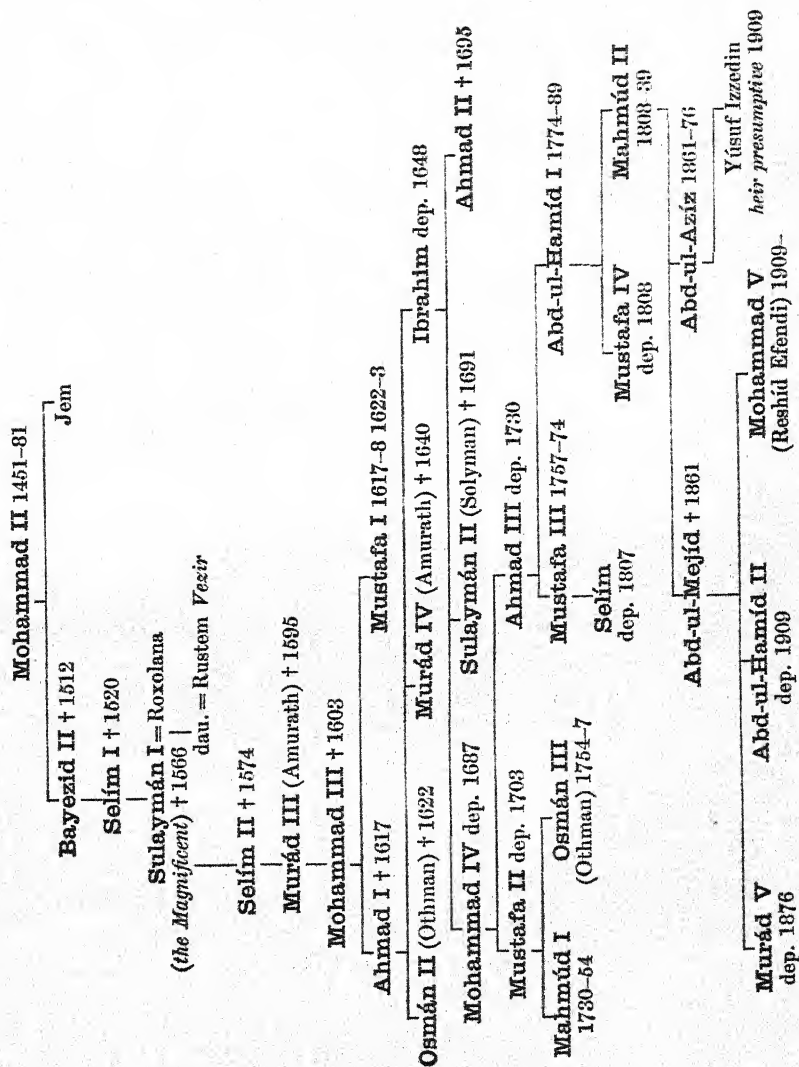 Mohammad II 1451–81
Bayezid II † 1512
Jem
Selím I † 1520
Sulaymán I = Roxolana
(the Magnificent) † 1566
dau. = Rustem Vezir
Selím II † 1574
Murád III (Amurath) † 1595
Mohammad III † 1603
Ahmad I † 1617
Mustafa I 1617–8 1622–3
Osmán II (Othman) † 1622
Murád IV (Amurath) † 1640
Ibrahim dep. 1648
Mohammad IV dep. 1687
Sulaymán II (Solyman) † 1691
Ahmad II † 1695
Mustafa II dep. 1703
Ahmad III dep. 1730
Mahmúd I
1730–54
Osmán III
(Othman) 1754–7
Mustafa III 1757–74
Abd-ul-Hamíd I 1774–89
Selím
dep. 1807
Mustafa IV
dep. 1808
Mahmúd II
1808–39
Abd-ul-Mejíd † 1861
Abd-ul-Azíz 1861–76
Murád V
dep. 1876
Abd-ul-Hamíd II
dep. 1909
Mohammad V
(Reshíd Efendi) 1909–
Yúsuf Izzedin
heir presumptive 1909